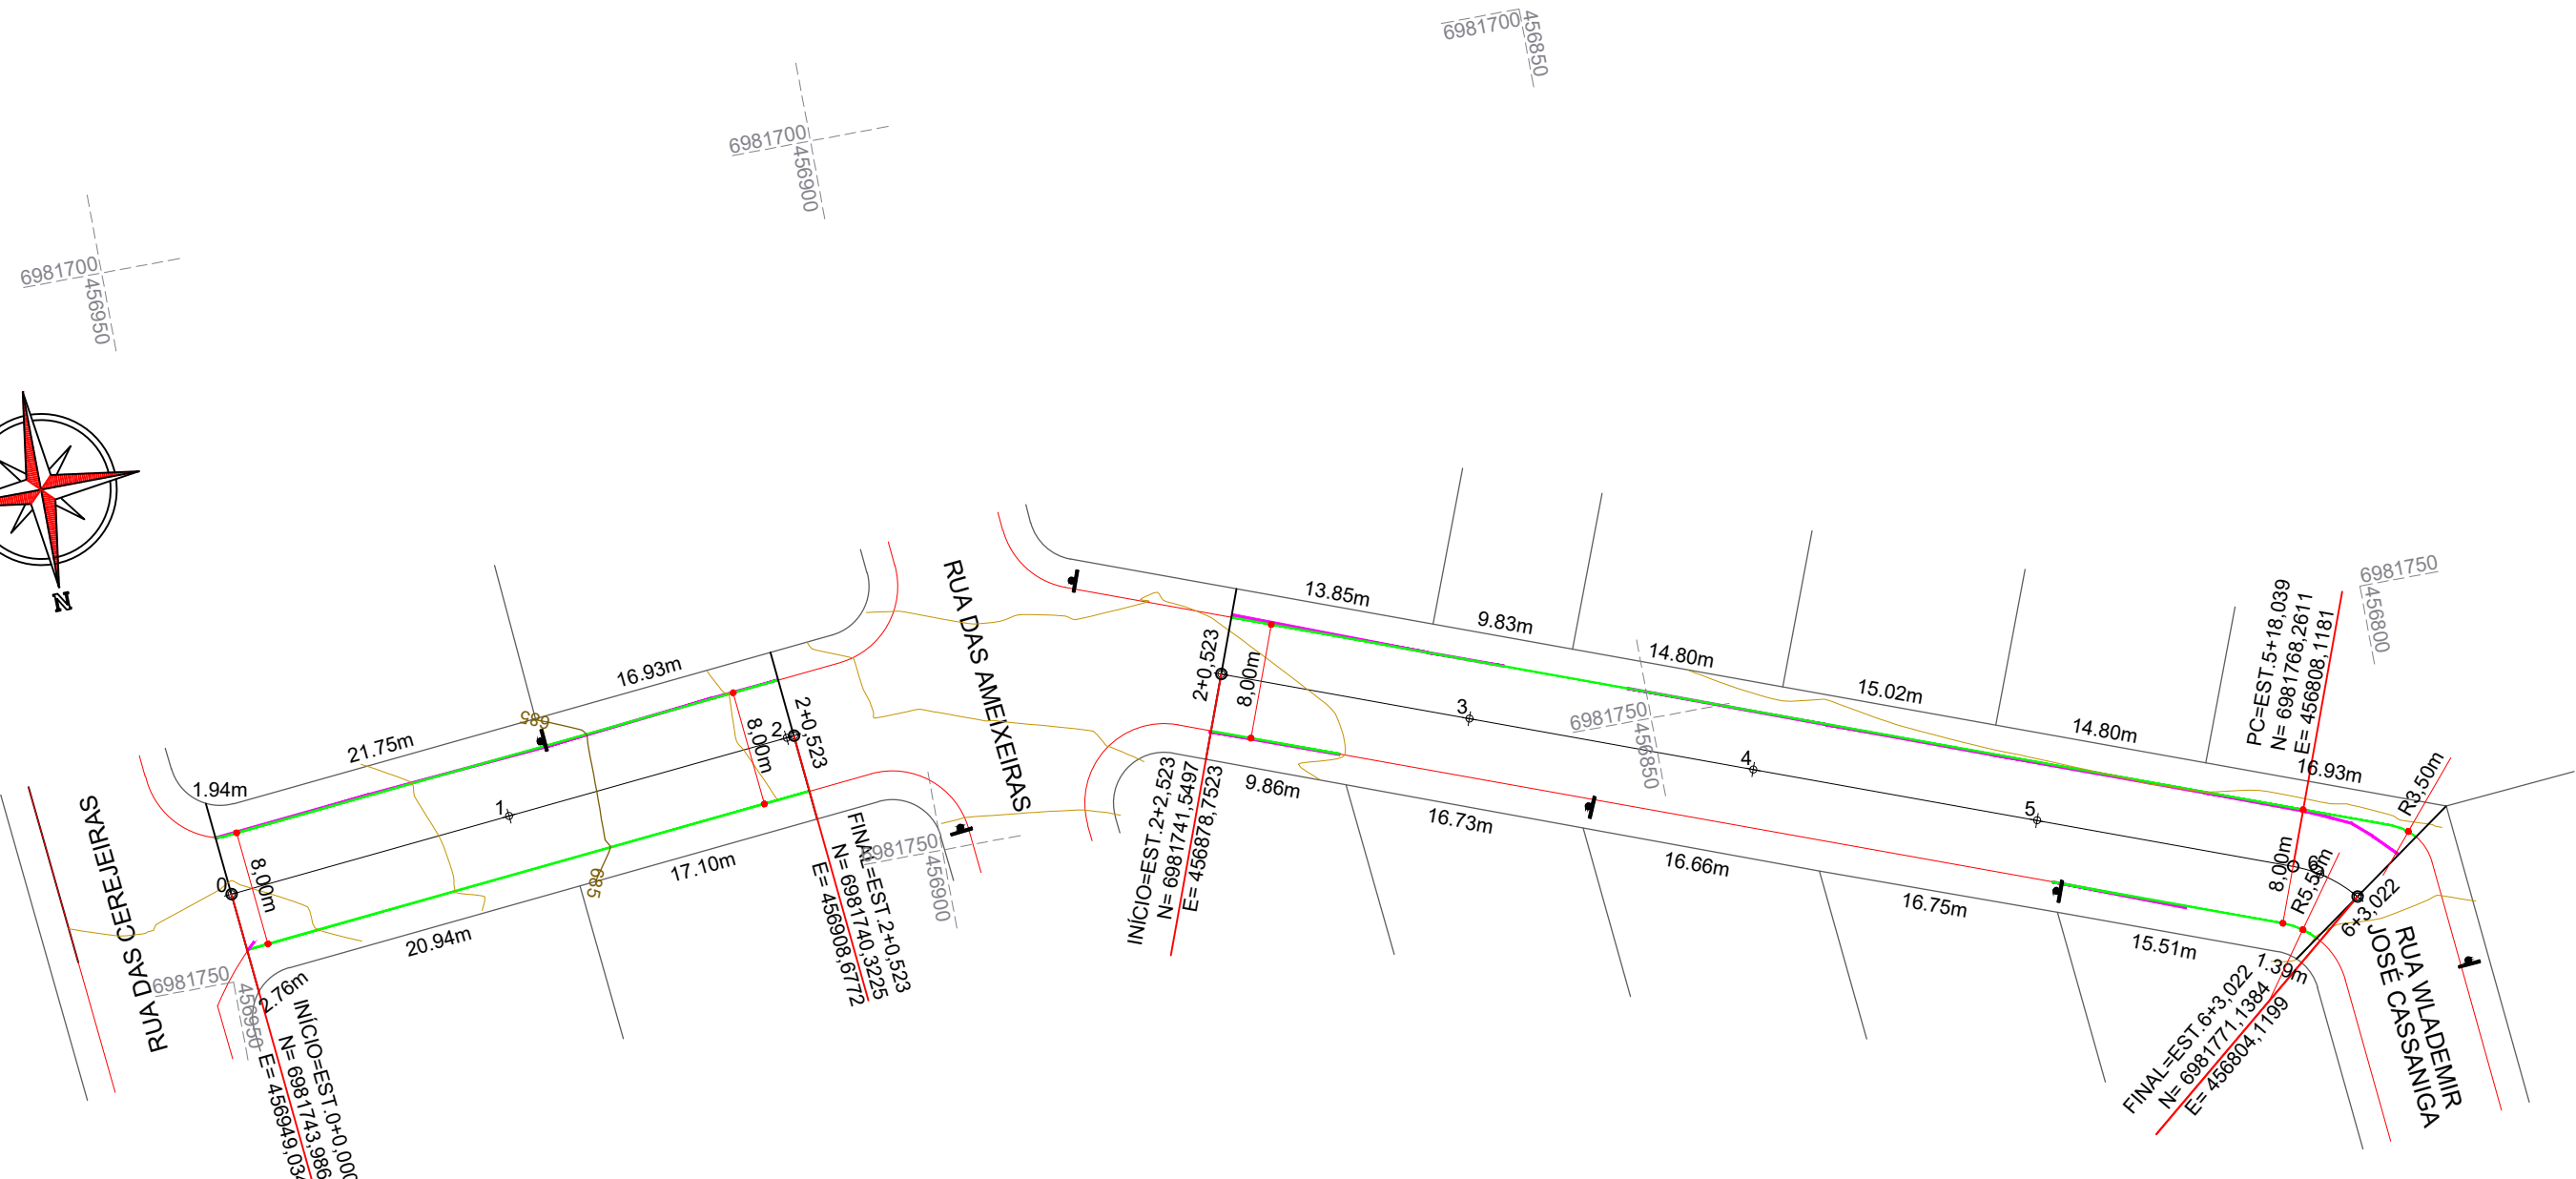 6981700
456850
6981700
456900
6981700
456950
N
RUA DAS CEREJEIRAS
1.94m
21.75m
16.93m
685
685
0
1
2
2+0,523
8,00m
8,00m
20.94m
17.10m
2.76m
6981750
456950
INÍCIO=EST.0+0,000
N= 6981743,986
E= 456949,03
FINAL=EST.2+0,523
N= 6981740,3225
E= 456908,6772
6981750
456900
RUA DAS AMEIXEIRAS
INÍCIO=EST.2+2,523
N= 6981741,5497
E= 456878,7523
2+0,523
8,00m
13.85m
9.83m
14.80m
15.02m
14.80m
16.93m
3
4
5
6
6981750
456850
9.86m
16.73m
16.66m
16.75m
15.51m
1.39m
PC=EST.5+18,039
N= 6981768,2611
E= 456808,1181
6981750
456800
R3,50m
8,00m
R5,50m
6+3,022
FINAL=EST.6+3,022
N= 6981771,1384
E= 456804,1199
RUA WLADEMIR
JOSÉ CASSANIGA